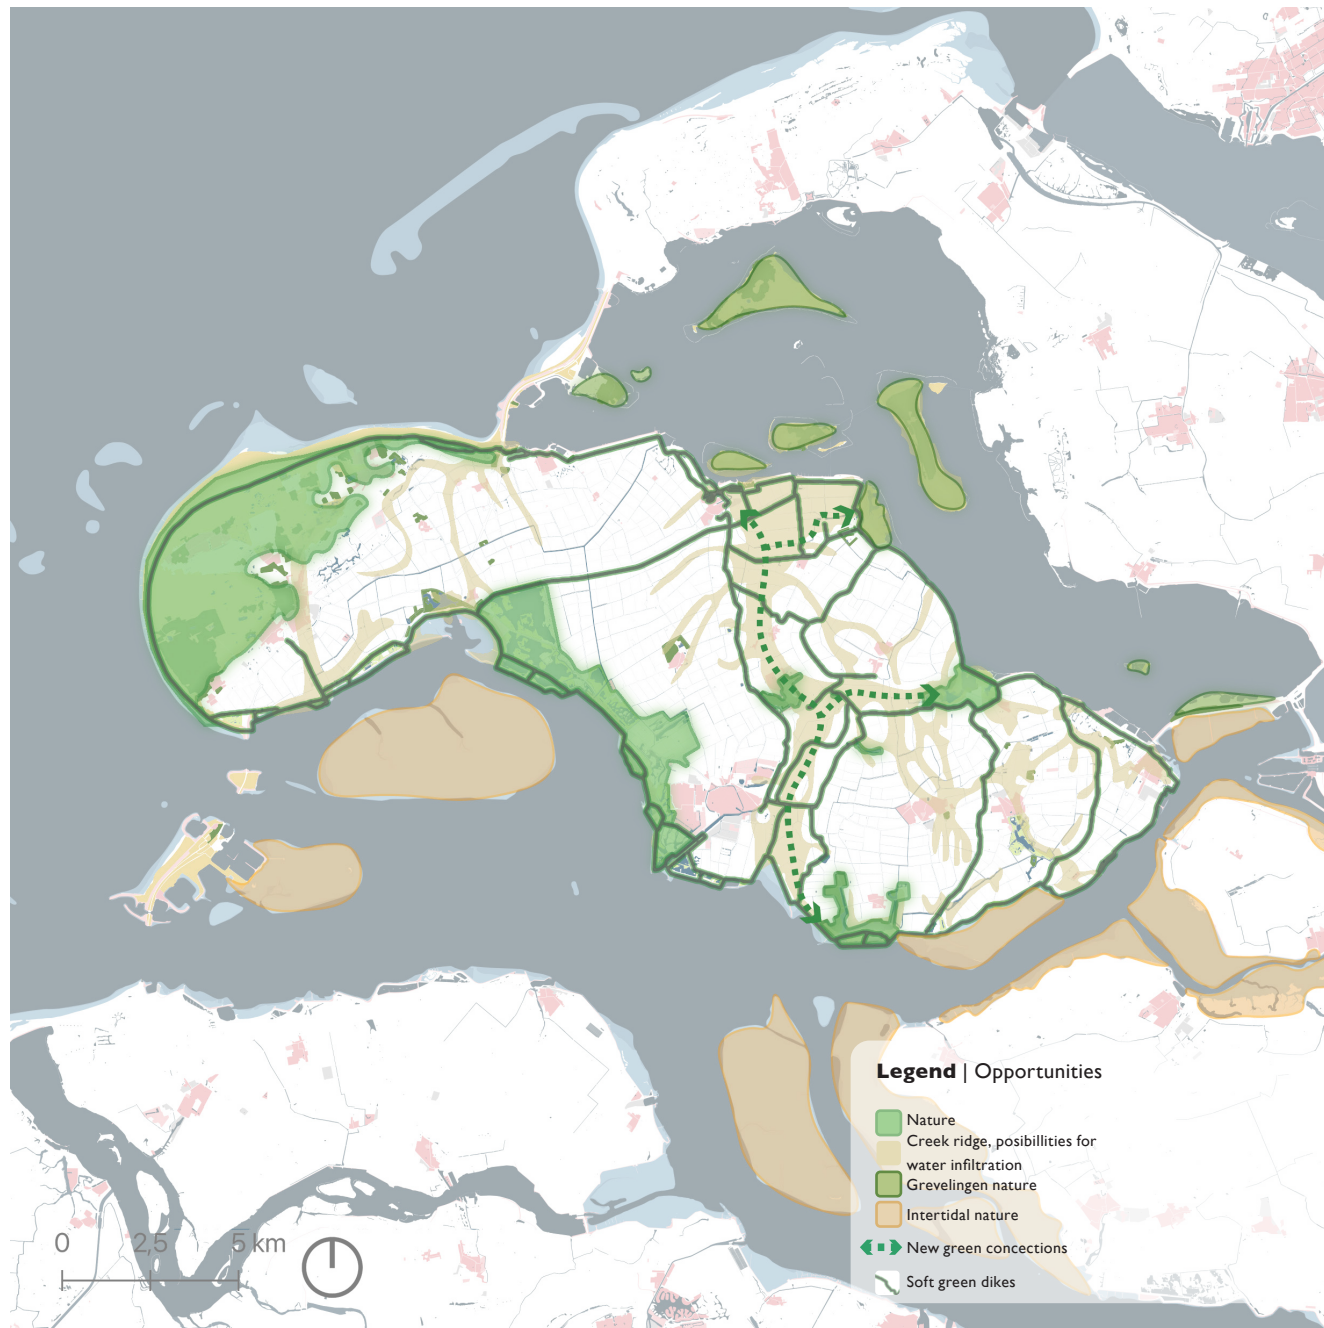 Legend | Opportunities
Nature
Creek ridge, posibillities for
water infiltration
Grevelingen nature
Intertidal nature
New green concections
Soft green dikes
0 2,5 5 km